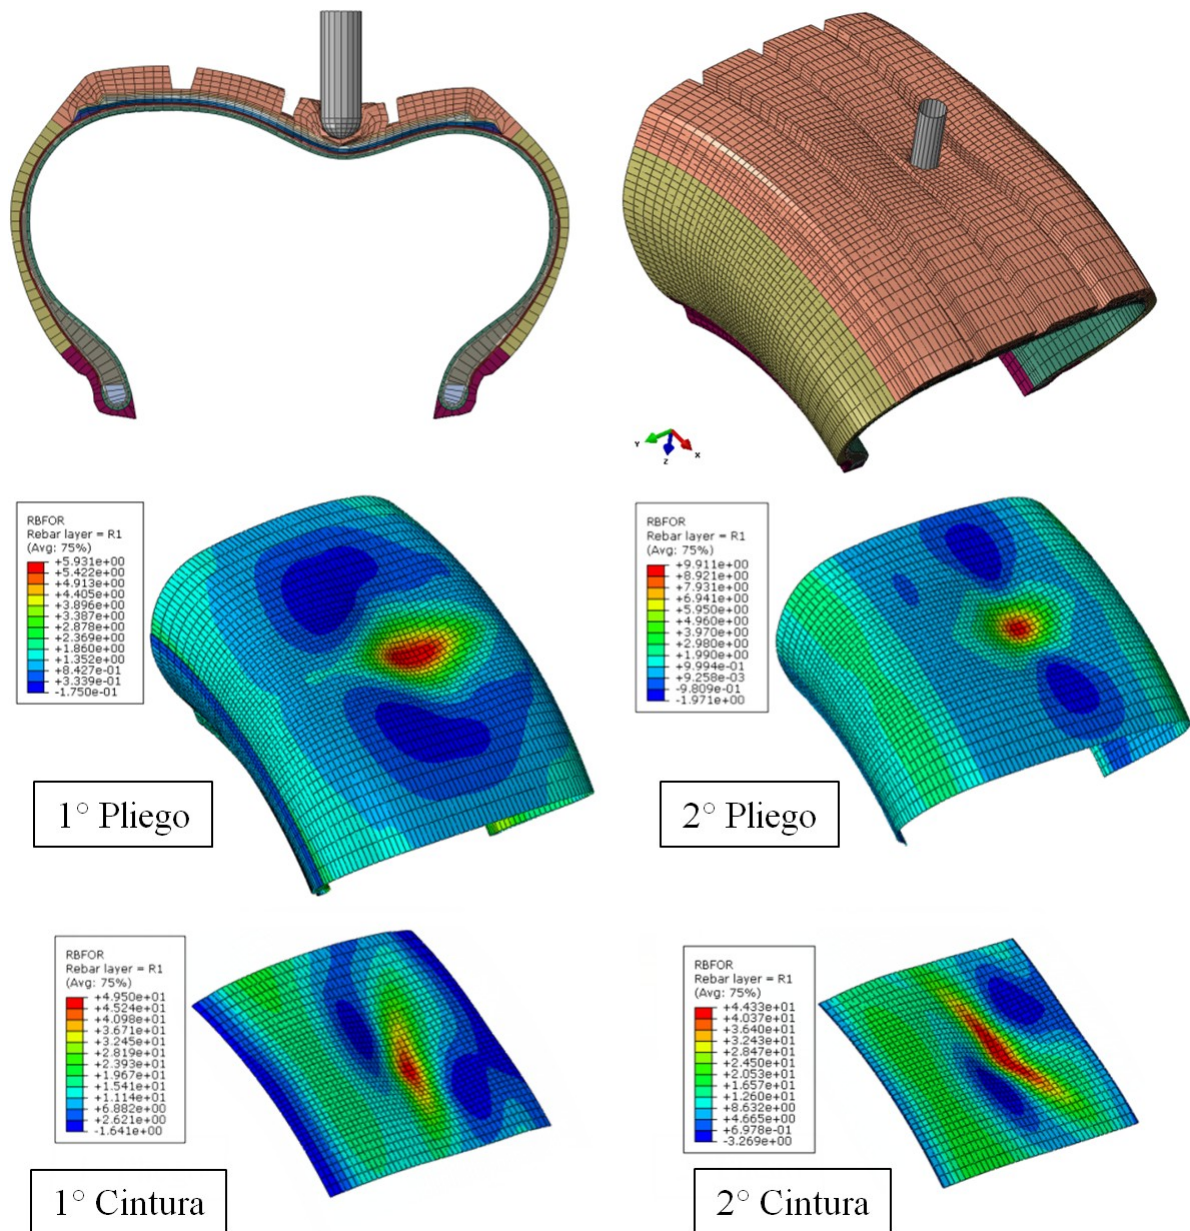 Y
Z
X
RBFOR
Rebar layer = R1
(Avg: 75%)
+5.931e+00
+5.422e+00
+4.913e+00
+4.405e+00
+3.896e+00
+3.387e+00
+2.878e+00
+2.369e+00
+1.860e+00
+1.352e+00
+8.427e-01
+3.339e-01
-1.750e-01
1° Pliego
RBFOR
Rebar layer = R1
(Avg: 75%)
+9.911e+00
+8.921e+00
+7.931e+00
+6.941e+00
+5.950e+00
+4.960e+00
+3.970e+00
+2.980e+00
+1.990e+00
+9.994e-01
+9.258e-03
-9.809e-01
-1.971e+00
2° Pliego
RBFOR
Rebar layer = R1
(Avg: 75%)
+4.950e+01
+4.524e+01
+4.098e+01
+3.671e+01
+3.245e+01
+2.819e+01
+2.393e+01
+1.967e+01
+1.541e+01
+1.114e+01
+6.882e+00
+2.621e+00
-1.641e+00
1° Cintura
RBFOR
Rebar layer = R1
(Avg: 75%)
+4.433e+01
+4.037e+01
+3.640e+01
+3.243e+01
+2.847e+01
+2.450e+01
+2.053e+01
+1.657e+01
+1.260e+01
+8.632e+00
+4.665e+00
+6.978e-01
-3.269e+00
2° Cintura